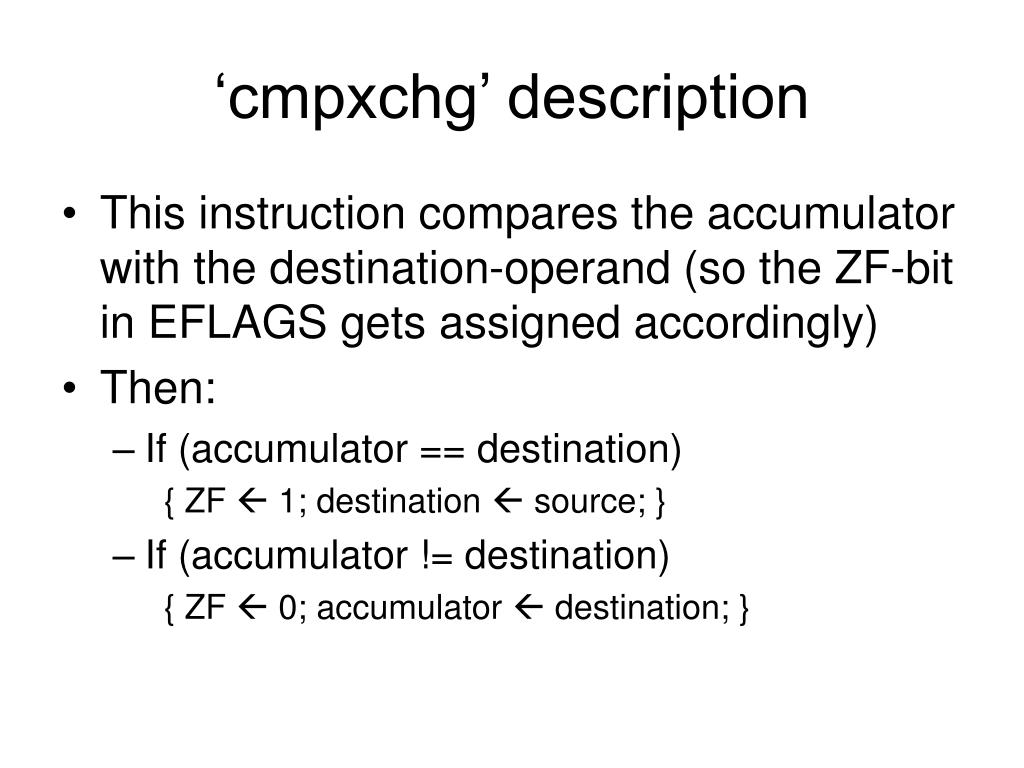 ‘cmpxchg’ description
• This instruction compares the accumulator
with the destination-operand (so the ZF-bit
in EFLAGS gets assigned accordingly)
• Then:
– If (accumulator == destination)
{ ZF ← 1; destination ← source; }
– If (accumulator != destination)
{ ZF ← 0; accumulator ← destination; }